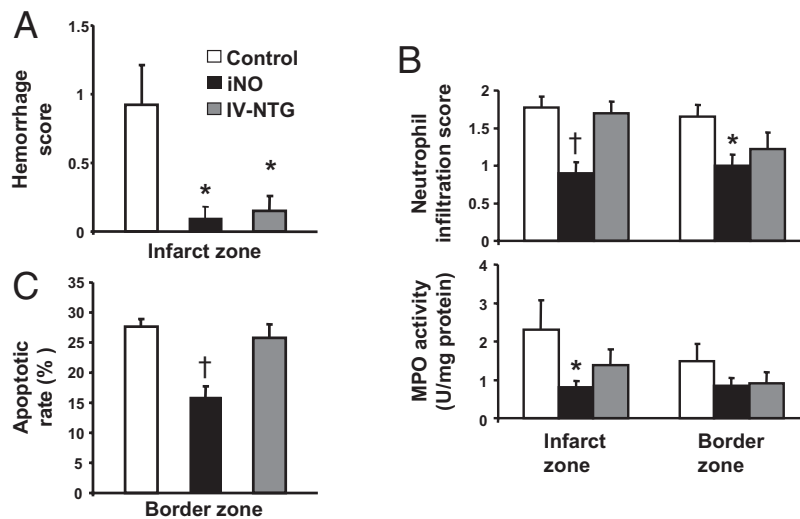 A
Hemorrhage
score
1.5
1
0.5
0
Control
iNO
IV-NTG
*
*
Infarct zone
B
Neutrophil
infiltration score
2
1.5
1
0.5
0
†
*
MPO activity
(U/mg protein)
4
3
2
1
0
*
Infarct
zone
Border
zone
C
Apoptotic
rate (% )
35
30
25
20
15
10
5
0
†
Border zone